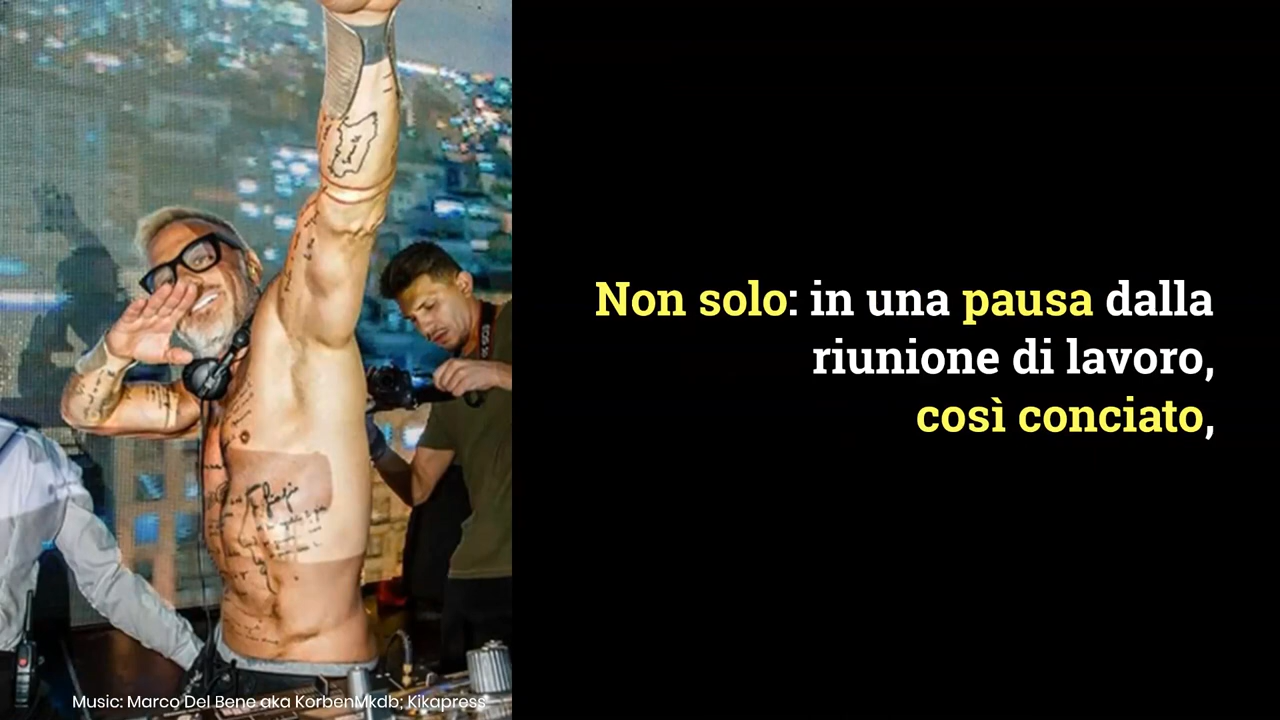 Non solo: in una pausa dalla
riunione di lavoro,
così conciato,
Music: Marco Del Bene aka KorbenMkdb; Kikapress